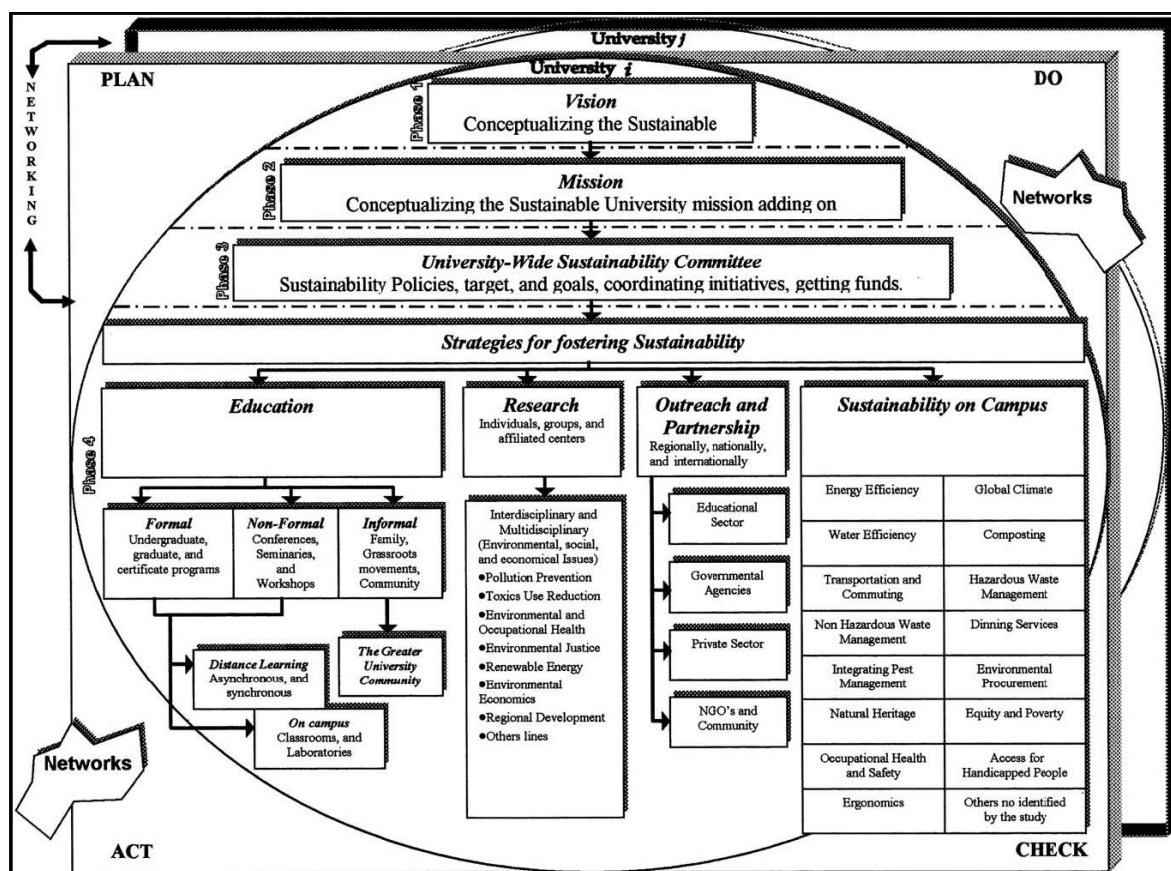 University j
University i
PLAN
DO
NETWORKING
Phase 1
Vision
Conceptualizing the Sustainable
Phase 2
Mission
Conceptualizing the Sustainable University mission adding on
Networks
Phase 3
University-Wide Sustainability Committee
Sustainability Policies, target, and goals, coordinating initiatives, getting funds.
Strategies for fostering Sustainability
Phase 4
Education
Research
Individuals, groups, and
affiliated centers
Outreach and
Partnership
Regionally, nationally,
and internationally
Sustainability on Campus
Formal
Undergraduate,
graduate, and
certificate programs
Non-Formal
Conferences,
Seminaries,
and
Workshops
Informal
Family,
Grassroots
movements,
Community
Distance Learning
Asynchronous, and
synchronous
On campus
Classrooms, and
Laboratories
The Greater
University
Community
Interdisciplinary and
Multidisciplinary
(Environmental, social,
and economical Issues)
●Pollution Prevention
●Toxics Use Reduction
●Environmental and
Occupational Health
●Environmental Justice
●Renewable Energy
●Environmental
Economics
●Regional Development
●Others lines
Educational
Sector
Governmental
Agencies
Private Sector
NGO's and
Community
Energy Efficiency
Global Climate
Water Efficiency
Composting
Transportation and
Commuting
Hazardous Waste
Management
Non Hazardous Waste
Management
Dinning Services
Integrating Pest
Management
Environmental
Procurement
Natural Heritage
Equity and Poverty
Occupational Health
and Safety
Access for
Handicapped People
Ergonomics
Others no identified
by the study
Networks
ACT
CHECK